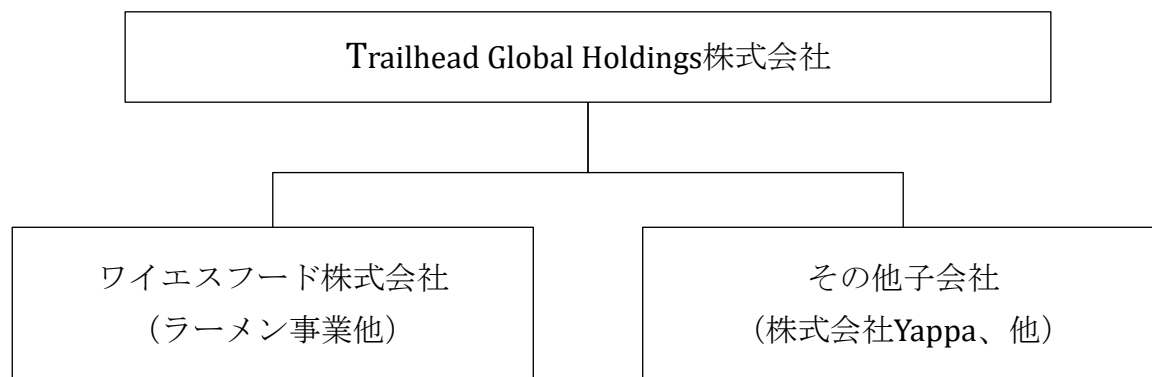 Trailhead Global Holdings株式会社
ワイエスフード株式会社
（ラーメン事業他）
その他子会社
（株式会社Yappa、他）